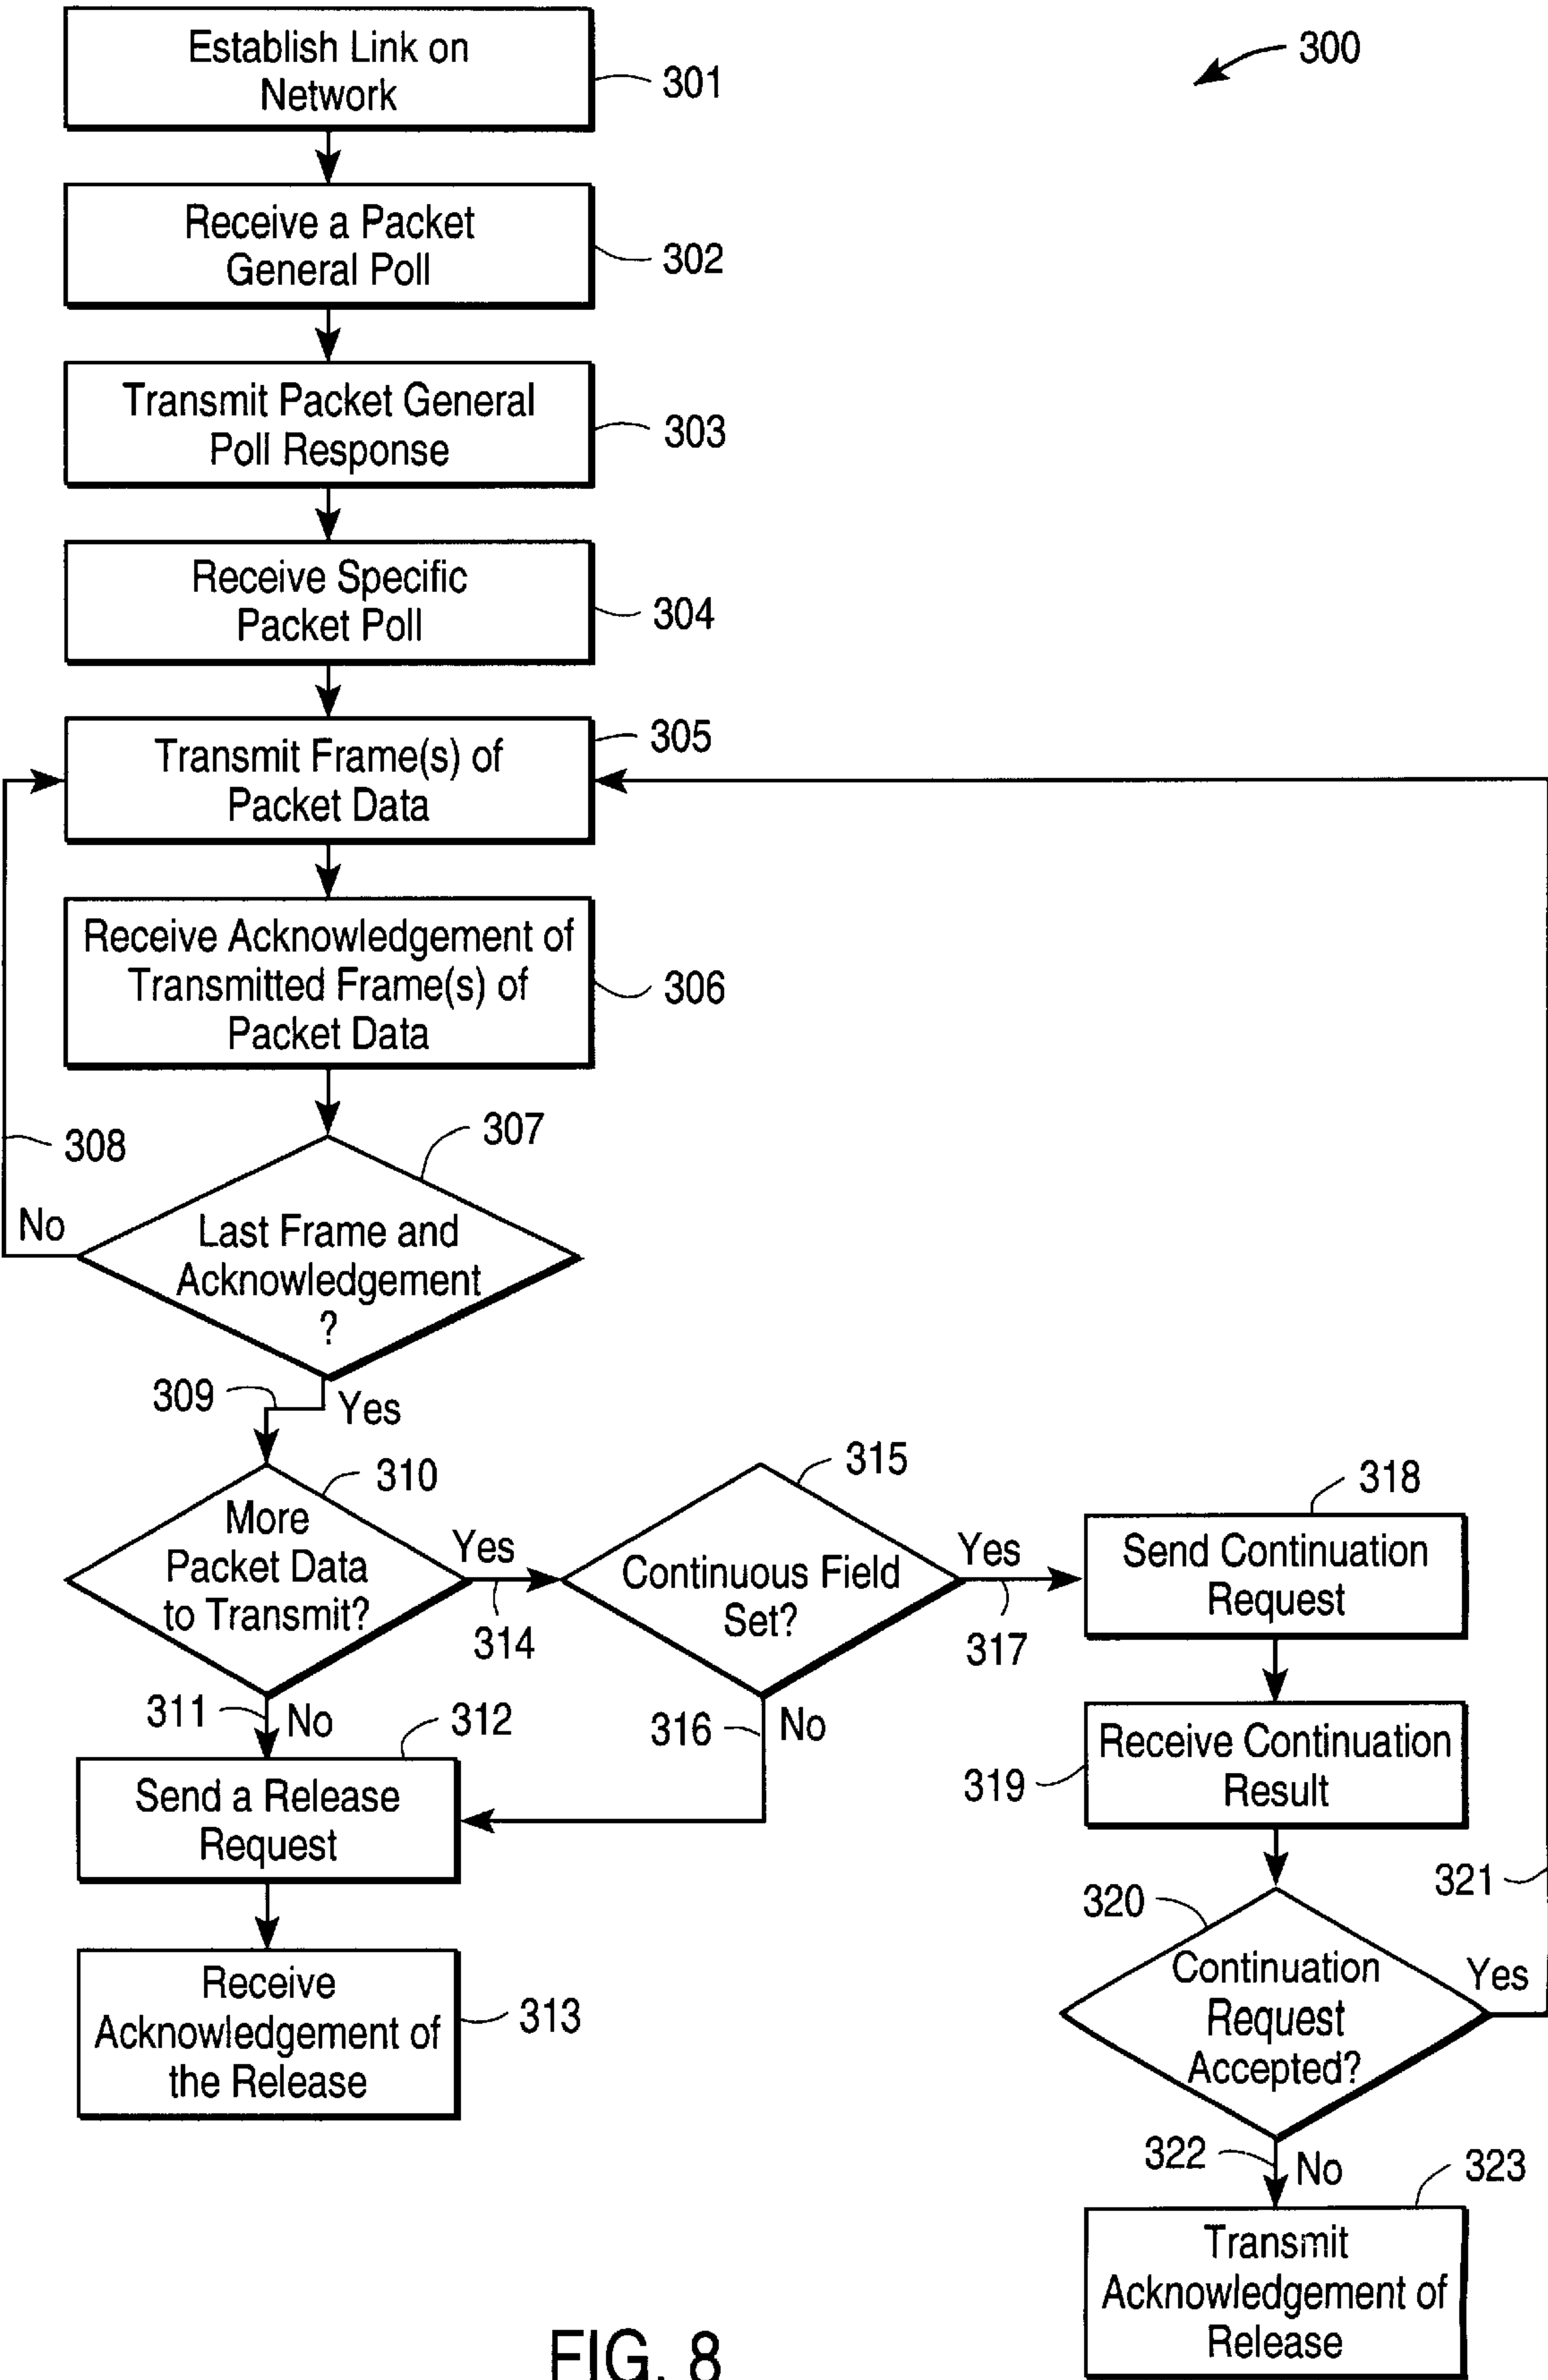 300
Establish Link on
Network
301
Receive a Packet
General Poll
302
Transmit Packet General
Poll Response
303
Receive Specific
Packet Poll
304
Transmit Frame(s) of
Packet Data
305
Receive Acknowledgement of
Transmitted Frame(s) of
Packet Data
306
307
308
No
Last Frame and
Acknowledgement
?
309
Yes
310
More
Packet Data
to Transmit?
Yes
314
315
Continuous Field
Set?
Yes
317
318
Send Continuation
Request
311
No
312
Send a Release
Request
316
No
319
Receive Continuation
Result
Receive
Acknowledgement of
the Release
313
320
321
Continuation
Request
Accepted?
Yes
322
No
323
Transmit
Acknowledgement of
Release
FIG. 8